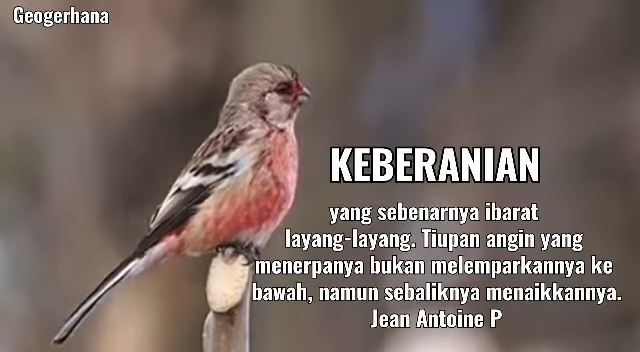 Geogerhana
KEBERANIAN
yang sebenarnya ibarat
layang-layang. Tiupan angin yang
menerpanya bukan melemparkannya ke
bawah, namun sebaliknya menaikkannya.
Jean Antoine P